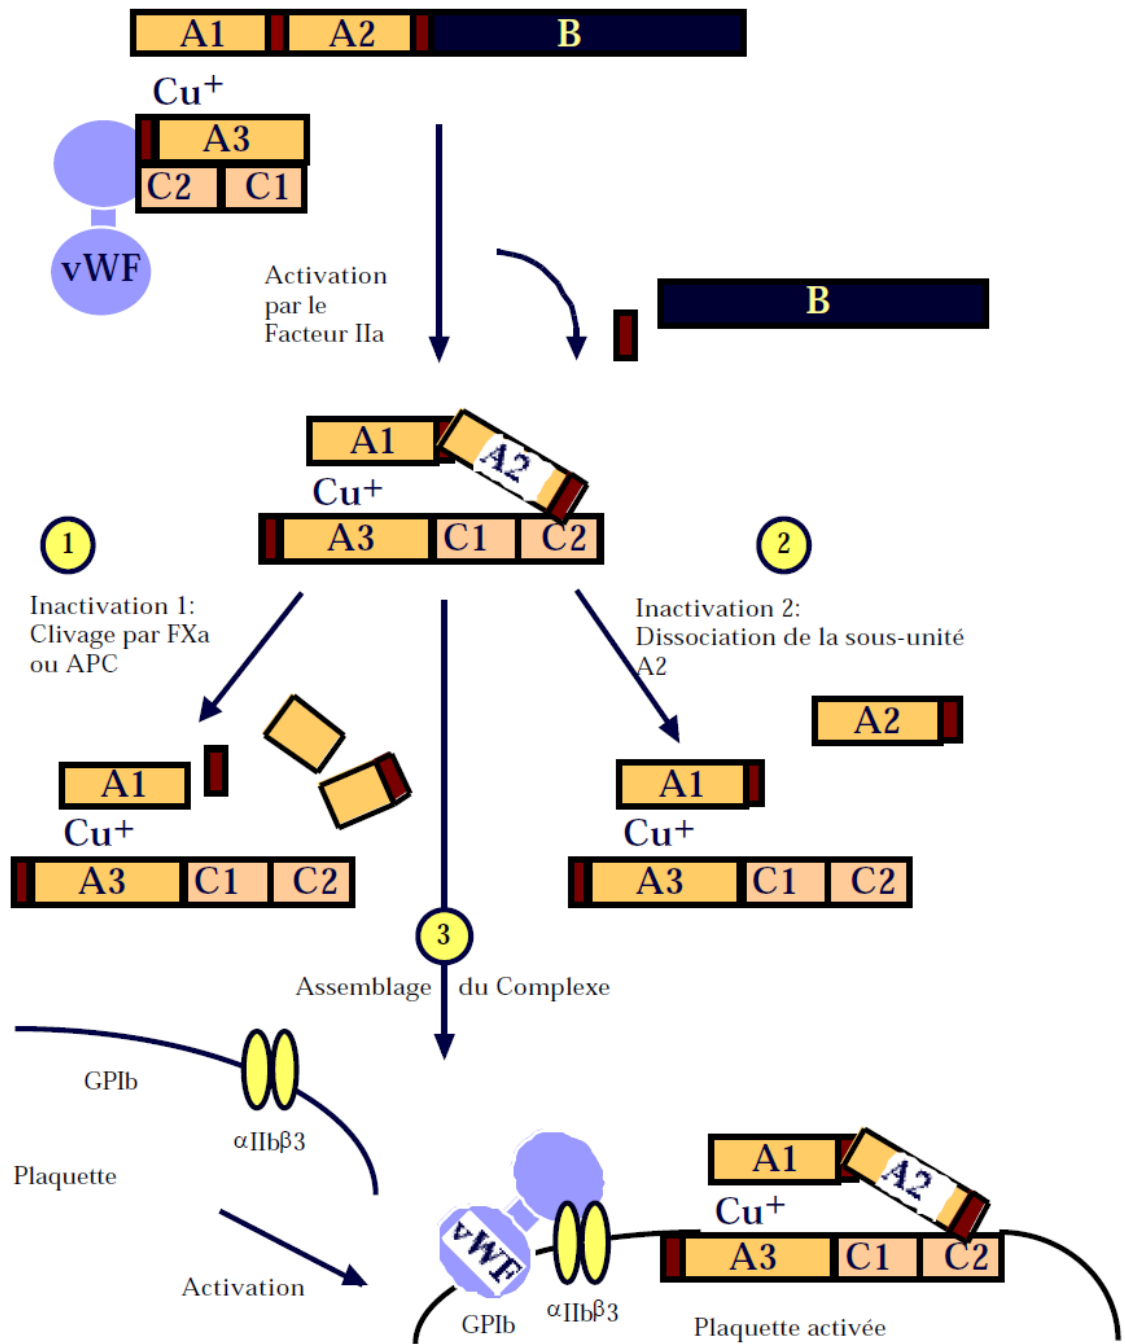 A1 A2 B
Cu+
A3
C2 C1
vWF
Activation
par le
Facteur IIa
B
A1 A2
Cu+
A3 C1 C2
1
2
Inactivation 1:
Clivage par FXa
ou APC
Inactivation 2:
Dissociation de la sous-unité
A2
A2
A1
Cu+
A3 C1 C2
A1
Cu+
A3 C1 C2
3
Assemblage du Complexe
GPIb
αIIbβ3
Plaquette
Activation
vWF
GPIb
αIIbβ3
A1 A2
Cu+
A3 C1 C2
Plaquette activée